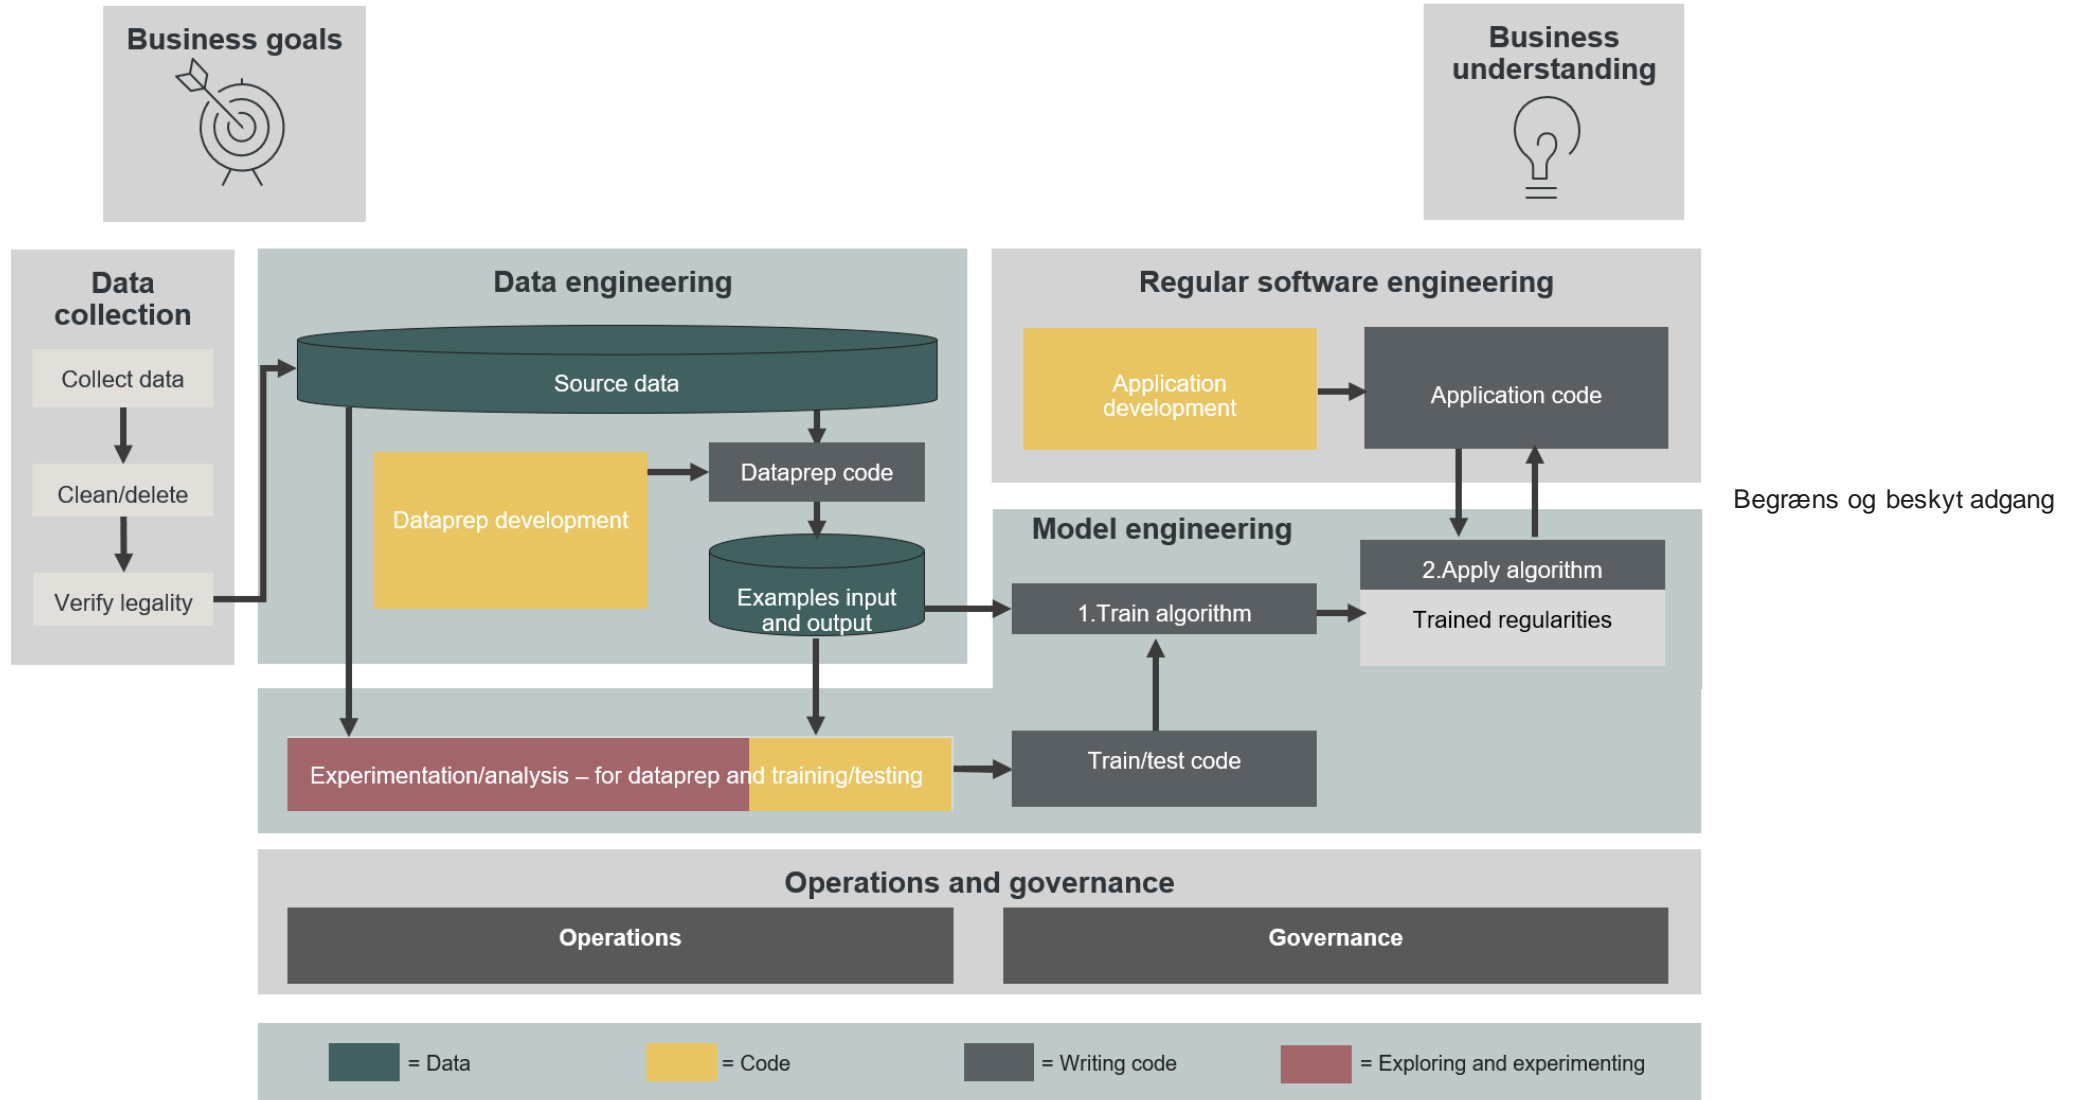 Business goals
Business
understanding
Data
collection
Collect data
Clean/delete
Verify legality
Data engineering
Source data
Dataprep development
Dataprep code
Examples input
and output
Regular software engineering
Application
development
Application code
Model engineering
1.Train algorithm
2.Apply algorithm
Trained regularities
Experimentation/analysis – for dataprep and training/testing
Train/test code
Begræns og beskyt adgang
Operations and governance
Operations
Governance
= Data
= Code
= Writing code
= Exploring and experimenting